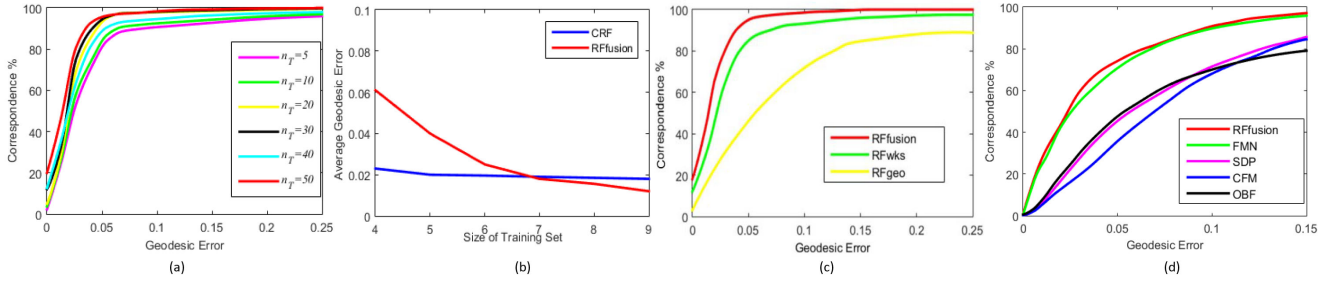 100
80
60
40
20
0
0
0.05
0.1
0.15
0.2
0.25
Correspondence %
Geodesic Error
n_T=5
n_T=10
n_T=20
n_T=30
n_T=40
n_T=50
(a)
0.1
0.08
0.06
0.04
0.02
0
4
5
6
7
8
9
Average Geodesic Error
Size of Training Set
CRF
RFfusion
(b)
100
80
60
40
20
0
0
0.05
0.1
0.15
0.2
0.25
Correspondence %
Geodesic Error
RFfusion
RFwks
RFgeo
(c)
100
80
60
40
20
0
0
0.05
0.1
0.15
Correspondence %
Geodesic Error
RFfusion
FMN
SDP
CFM
OBF
(d)